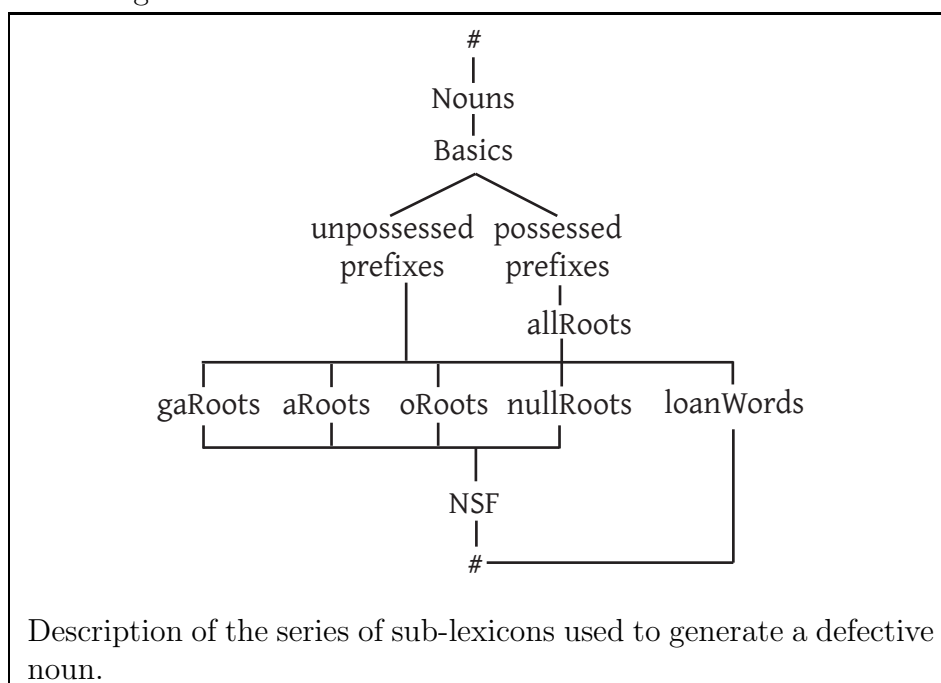 #
Nouns
Basics
unpossessed possessed
prefixes prefixes
allRoots
gaRoots aRoots oRoots nullRoots loanWords
NSF
#
Description of the series of sub-lexicons used to generate a defective
noun.